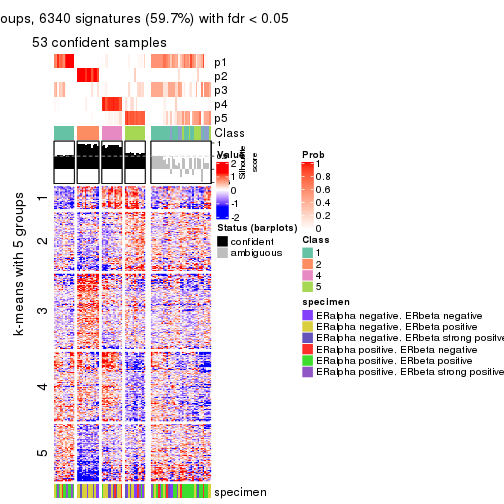 oups, 6340 signatures (59.7%) with fdr < 0.05
53 confident samples
p1
p2
p3
p4
p5
Class
1
Silhouette
score
Value
2
1
0
-1
-2
Prob
1
0.8
0.6
0.4
0.2
0
Status (barplots)
confident
ambiguous
Class
1
2
4
5
specimen
ERalpha negative. ERbeta negative
ERalpha negative. ERbeta positive
ERalpha negative. ERbeta strong positive
ERalpha positive. ERbeta negative
ERalpha positive. ERbeta positive
ERalpha positive. ERbeta strong positive
k-means with 5 groups
1
2
3
4
5
specimen